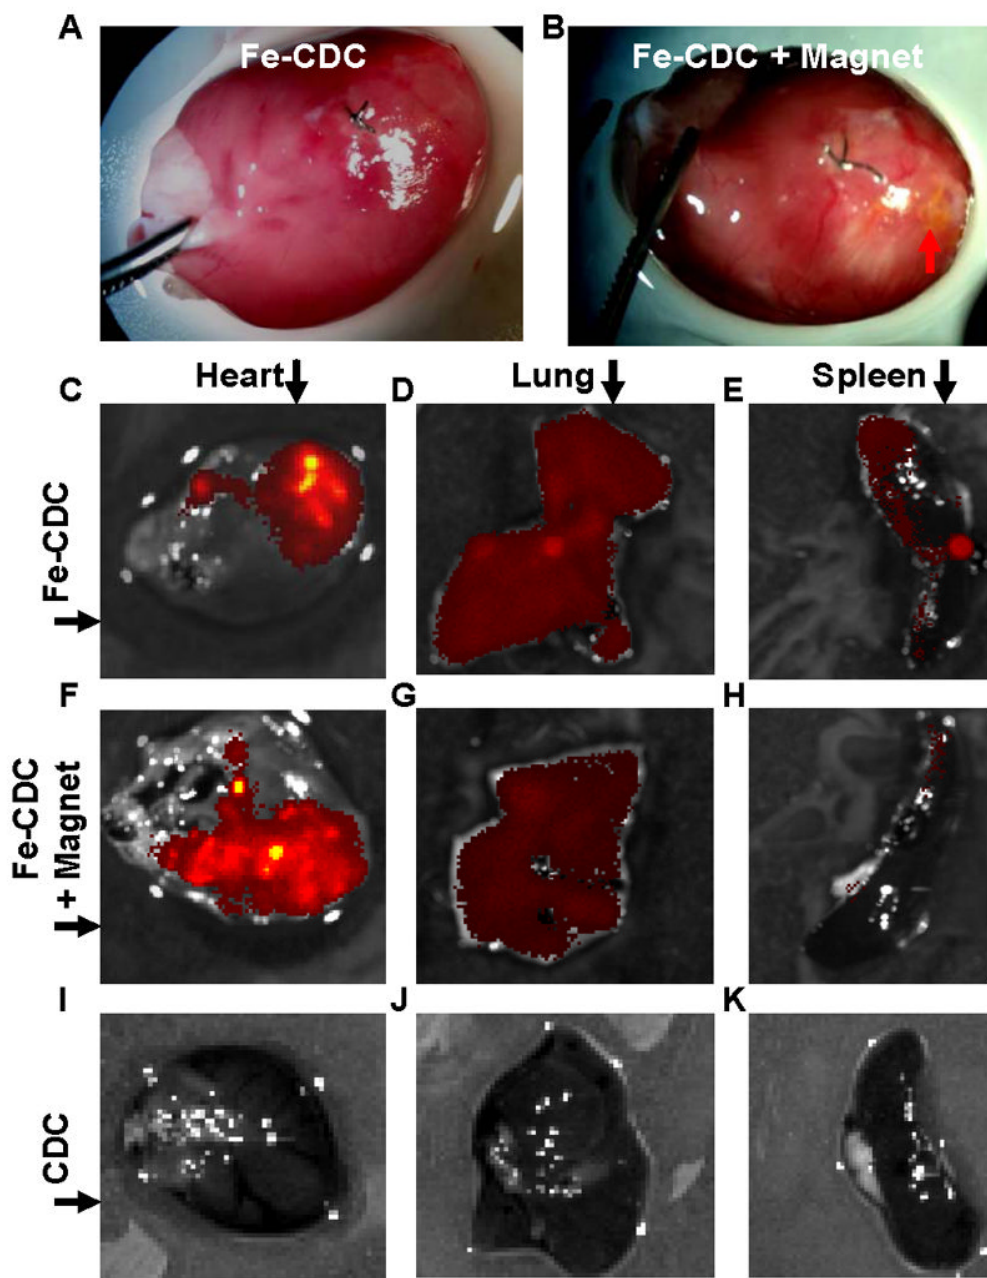 A
Fe-CDC
B
Fe-CDC + Magnet
Heart
Lung
Spleen
C
D
E
Fe-CDC
F
G
H
Fe-CDC
+ Magnet
I
J
K
CDC